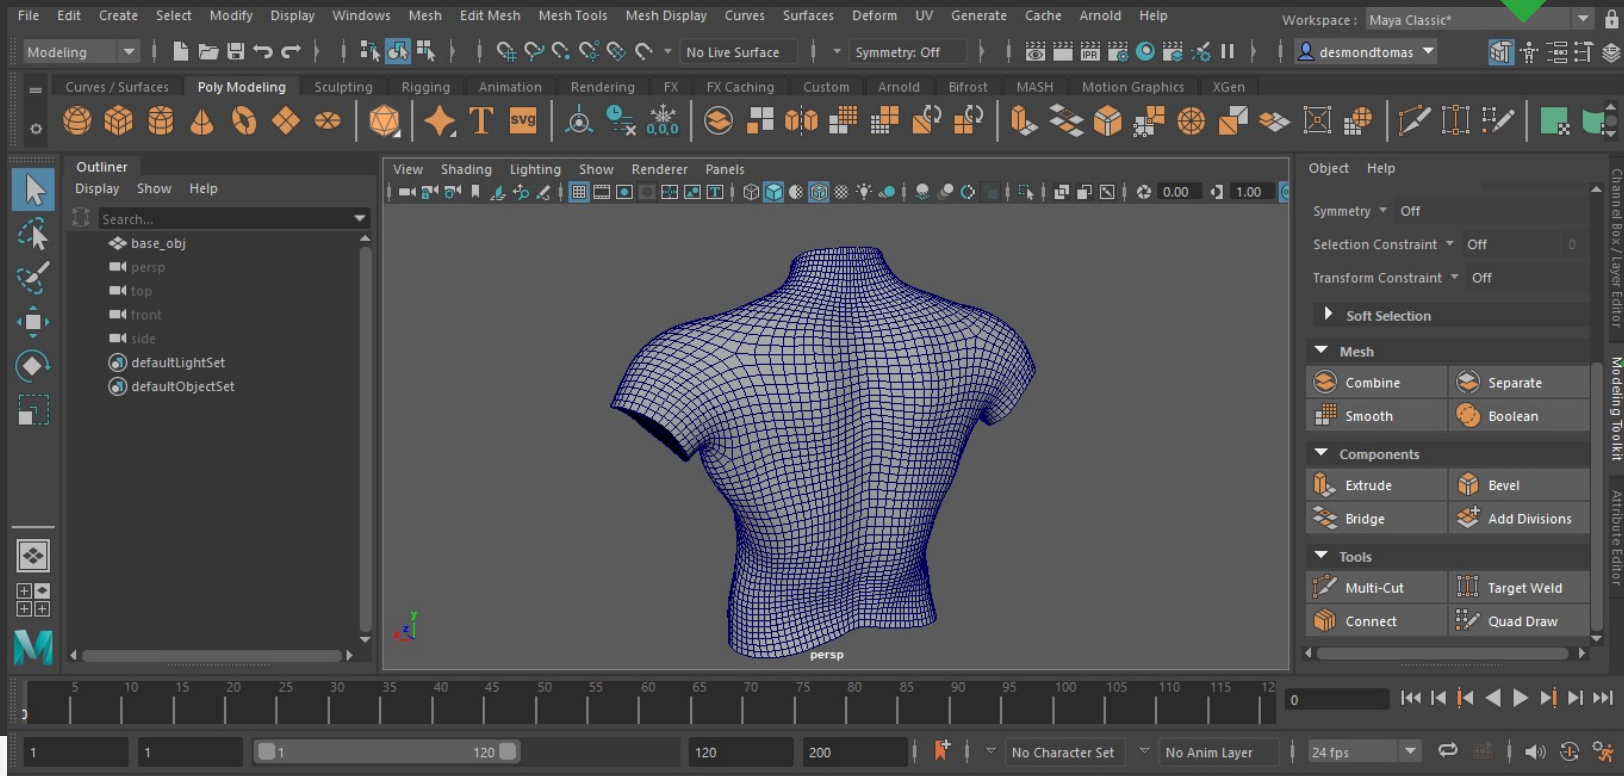 File Edit Create Select Modify Display Windows Mesh Edit Mesh Mesh Tools Mesh Display Curves Surfaces Deform UV Generate Cache Arnold Help Workspace : Maya Classic*
Modeling No Live Surface Symmetry: Off desmondtomas
Curves / Surfaces Poly Modeling Sculpting Rigging Animation Rendering FX FX Caching Custom Arnold Bifrost MASH Motion Graphics XGen
T SVG 0,0,0
Outliner
Display Show Help
Search...
base_obj
persp
top
front
side
defaultLightSet
defaultObjectSet
View Shading Lighting Show Renderer Panels
0.00 1.00
y
x z
persp
Object Help
Symmetry Off
Selection Constraint Off 0
Transform Constraint Off
Soft Selection
Mesh
Combine Separate
Smooth Boolean
Components
Extrude Bevel
Bridge Add Divisions
Tools
Multi-Cut Target Weld
Connect Quad Draw
Channel Box / Layer Editor
Modeling Toolkit
Attribute Editor
5 10 15 20 25 30 35 40 45 50 55 60 65 70 75 80 85 90 95 100 105 110 115 12 0
1 1 1 120 120 200 No Character Set No Anim Layer 24 fps